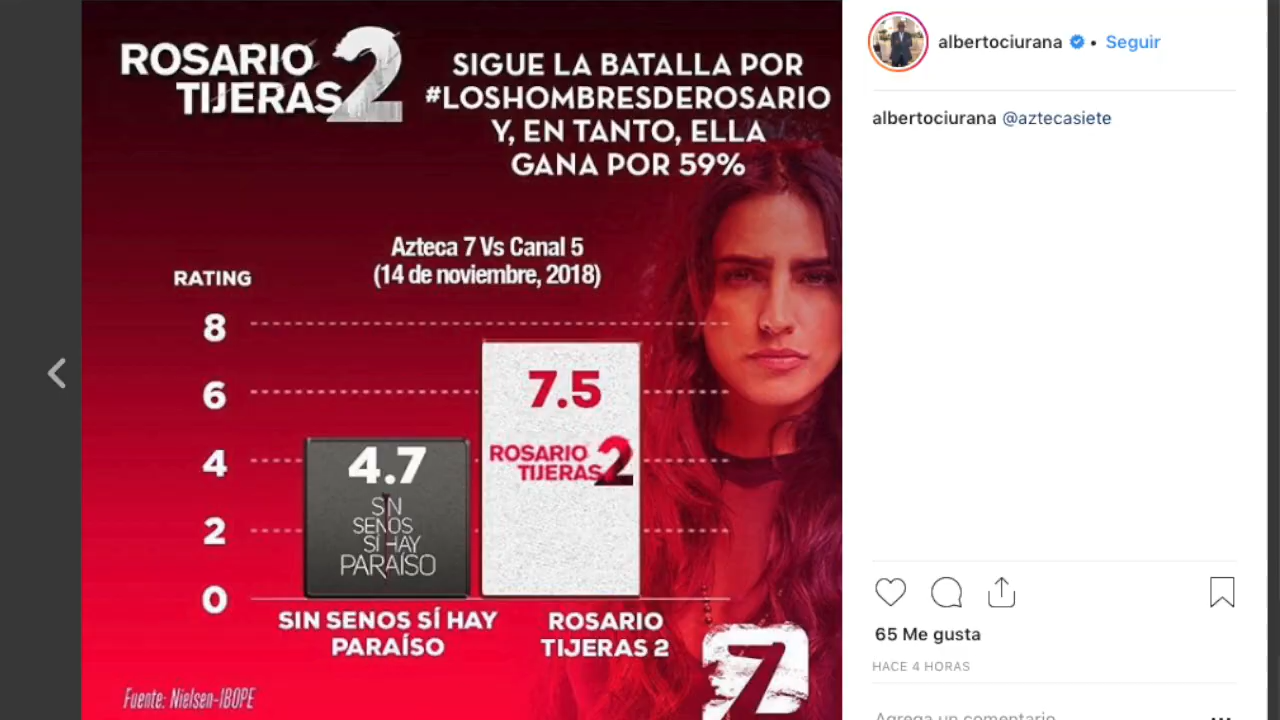 ROSARIO
TIJERAS 2
SIGUE LA BATALLA POR
#LOSHOMBRESDEROSARIO
Y, EN TANTO, ELLA
GANA POR 59%
Azteca 7 Vs Canal 5
(14 de noviembre, 2018)
RATING
8
6
4
2
0
4.7
SIN
SENOS
SÍ HAY
PARAÍSO
7.5
ROSARIO
TIJERAS 2
SIN SENOS SÍ HAY
PARAÍSO
ROSARIO
TIJERAS 2
Fuente: Nielsen-IBOPE
7
albertociurana • Seguir
albertociurana @aztecasiete
65 Me gusta
HACE 4 HORAS
Agrega un comentario